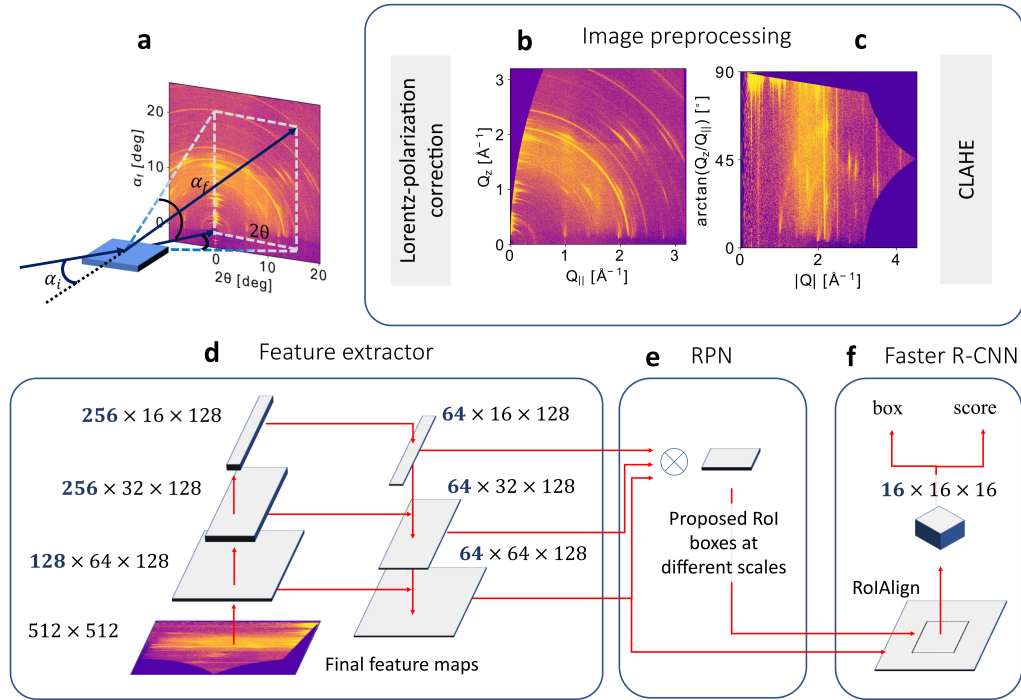 a
20
10
0
α_f [deg]
α_f
2θ
α_i
0
10
20
2θ [deg]
Image preprocessing
Lorentz-polarization
correction
b
3
2
1
0
Q_z [Å⁻¹]
0 1 2 3
Q_|| [Å⁻¹]
c
90
45
0
arctan(Q_z/Q_||) [°]
0 2 4
|Q| [Å⁻¹]
CLAHE
d Feature extractor
256 × 16 × 128
64 × 16 × 128
256 × 32 × 128
64 × 32 × 128
128 × 64 × 128
64 × 64 × 128
512 × 512
Final feature maps
e RPN
Proposed RoI
boxes at
different scales
f Faster R-CNN
box score
16 × 16 × 16
RoIAlign